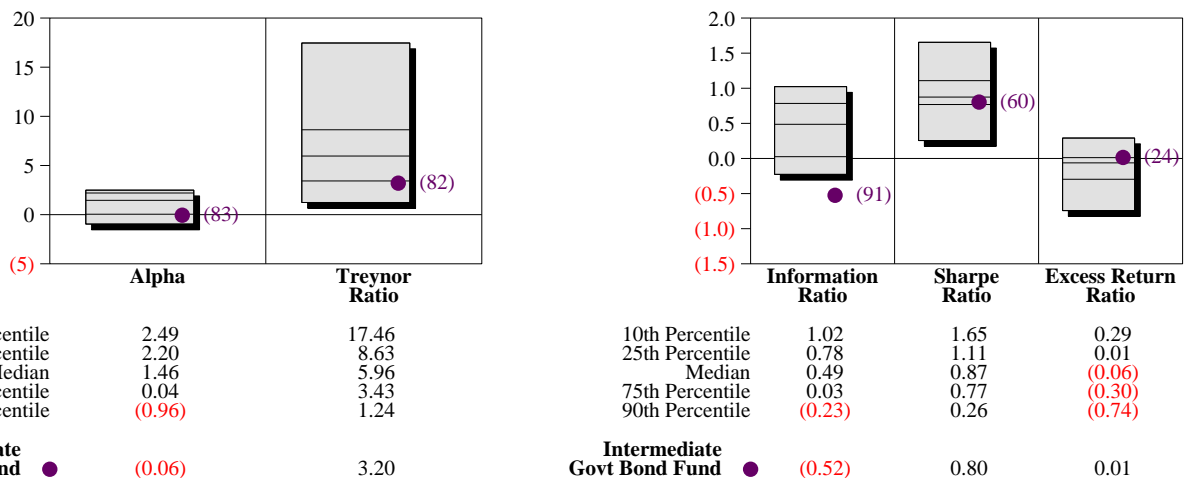 20
15
10
5
0
(5)
(83)
(82)
Alpha
Treynor
Ratio
2.49 17.46
2.20 8.63
1.46 5.96
0.04 3.43
(0.96) 1.24
(0.06) 3.20
2.0
1.5
1.0
0.5
0.0
(0.5)
(1.0)
(1.5)
(91)
(60)
(24)
Information
Ratio
Sharpe
Ratio
Excess Return
Ratio
10th Percentile 1.02 1.65 0.29
25th Percentile 0.78 1.11 0.01
Median 0.49 0.87 (0.06)
75th Percentile 0.03 0.77 (0.30)
90th Percentile (0.23) 0.26 (0.74)
Intermediate
Govt Bond Fund (0.52) 0.80 0.01